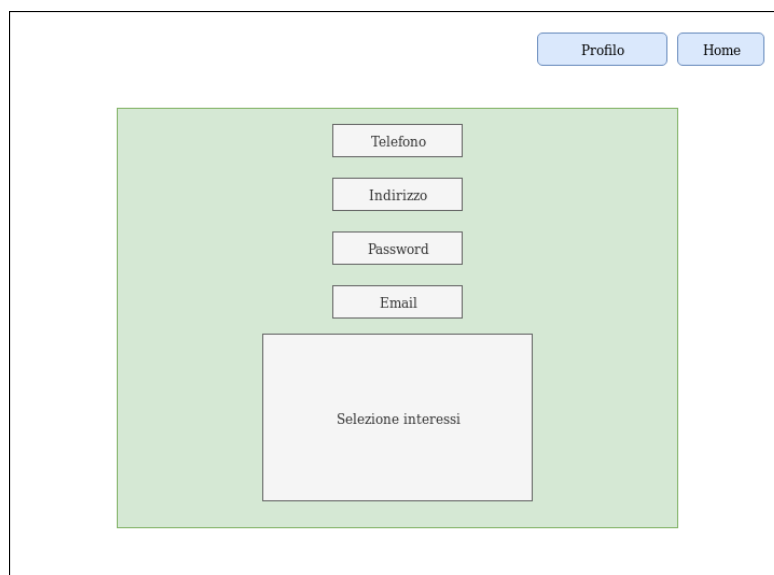 Profilo
Home
Telefono
Indirizzo
Password
Email
Selezione interessi